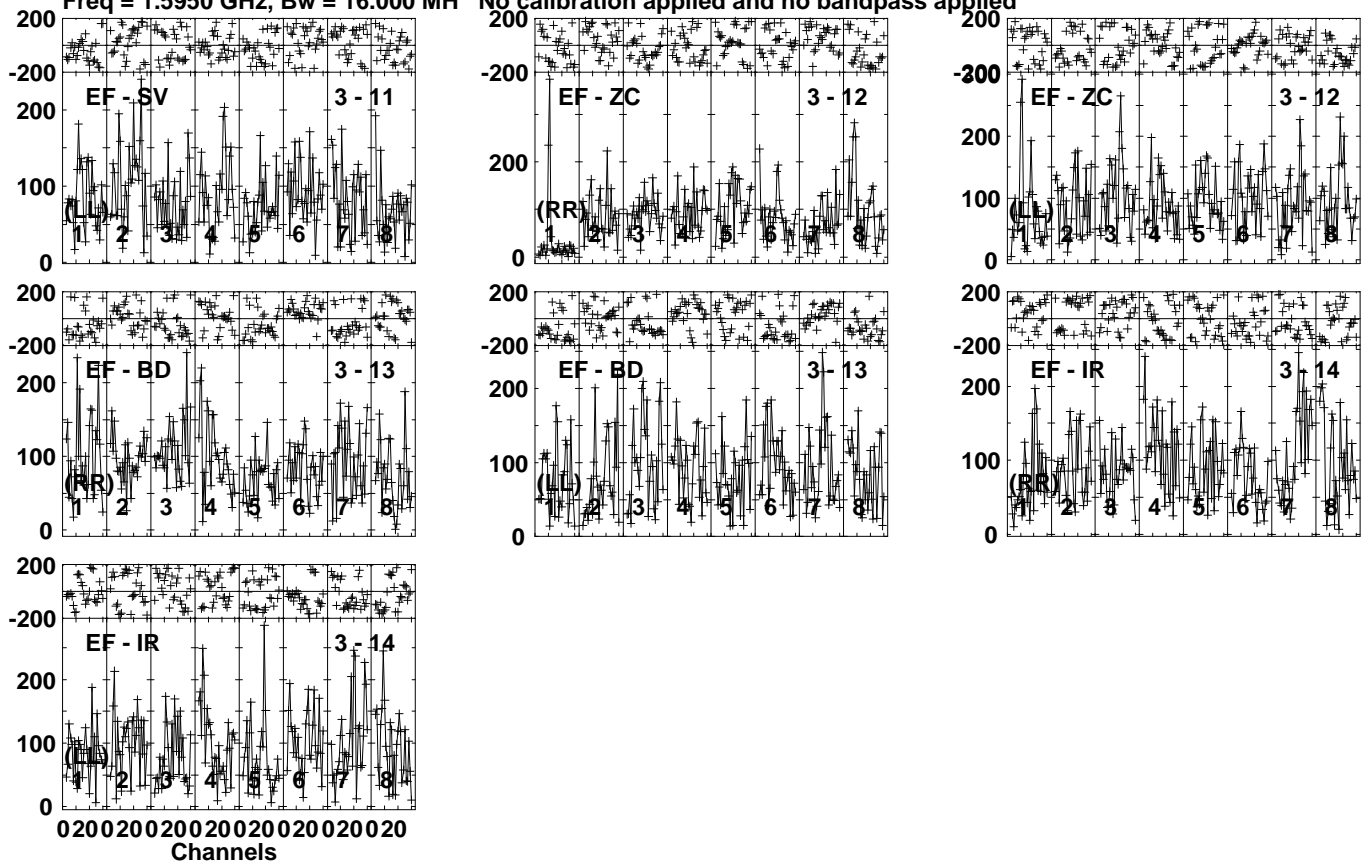 Freq = 1.5950 GHz, Bw = 16.000 MH No calibration applied and no bandpass applied
200 200 200
-200 -200 -200
300
EF - SV 3 - 11 EF - ZC 3 - 12 EF - ZC 3 - 12
200 200 200
100 100
(LL) (RR) (LL)
1 2 3 4 5 6 7 8 1 2 3 4 5 6 7 8 1 2 3 4 5 6 7 8
0 0 0
200 200 200
-200 -200 -200
EF - BD 3 - 13 EF - BD 3 - 13 EF - IR 3 - 14
200 200 200
100 100 100
(RR) (LL) (RR)
1 2 3 4 5 6 7 8 1 2 3 4 5 6 7 8 1 2 3 4 5 6 7 8
0 0 0
200
-200
EF - IR 3 - 14
200
100
(LL)
1 2 3 4 5 6 7 8
0
0 20 0 20 0 20 0 20 0 20 0 20 0 20 0 20
Channels